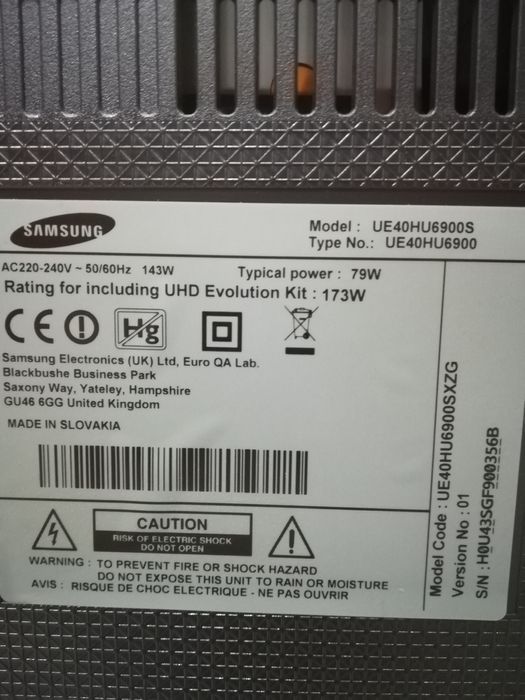 SAMSUNG
Model : UE40HU6900S
Type No.: UE40HU6900
AC220-240V ~ 50/60Hz 143W Typical power : 79W
Rating for including UHD Evolution Kit : 173W
CE Hg
Samsung Electronics (UK) Ltd, Euro QA Lab.
Blackbushe Business Park
Saxony Way, Yateley, Hampshire
GU46 6GG United Kingdom
MADE IN SLOVAKIA
CAUTION
RISK OF ELECTRIC SHOCK
DO NOT OPEN
WARNING : TO PREVENT FIRE OR SHOCK HAZARD
DO NOT EXPOSE THIS UNIT TO RAIN OR MOISTURE
AVIS : RISQUE DE CHOC ELECTRIQUE - NE PAS OUVRIR
Model Code : UE40HU6900SXZG
Version No : 01
S/N : H0U43SGF900356B